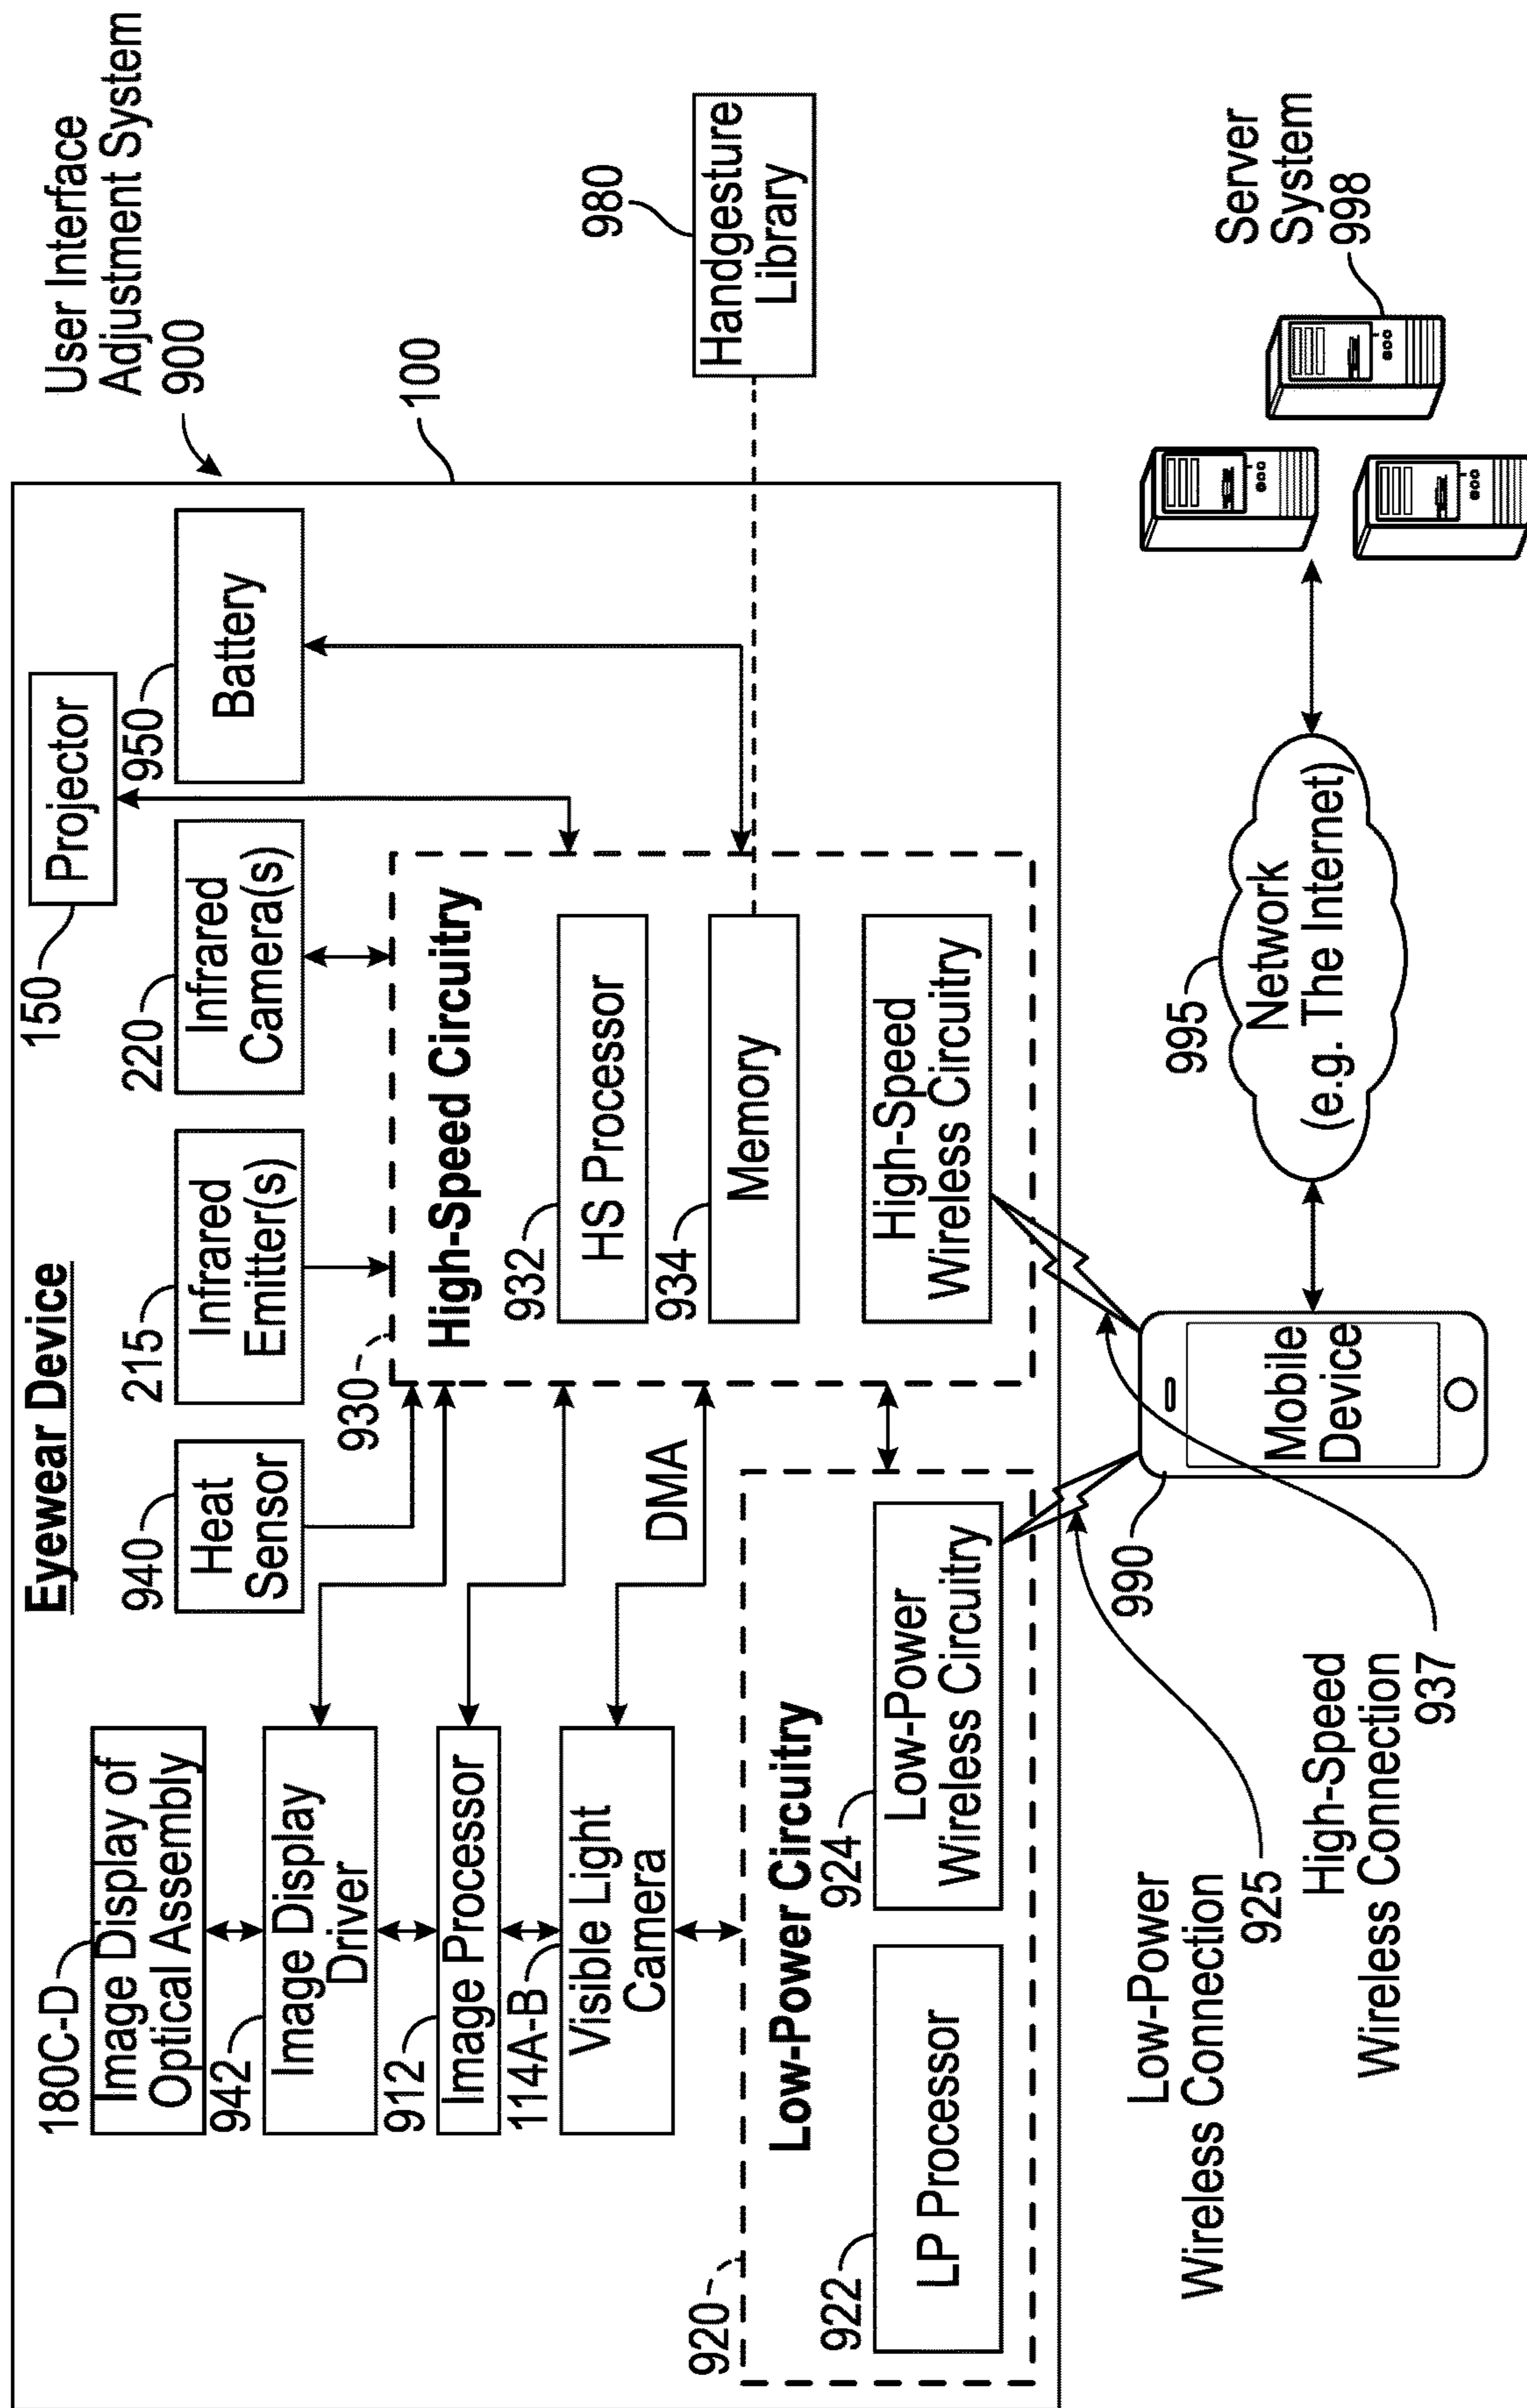 Eyewear Device
User Interface
Adjustment System
900
100
180C-D
Image Display of
Optical Assembly
940
Heat
Sensor
215
Infrared
Emitter(s)
220
Infrared
Camera(s)
150
Projector
950
Battery
942
Image Display
Driver
912
Image Processor
114A-B
Visible Light
Camera
DMA
930
High-Speed Circuitry
932
HS Processor
934
Memory
High-Speed
Wireless Circuitry
980
Handgesture
Library
920
Low-Power Circuitry
922
LP Processor
924
Low-Power
Wireless Circuitry
Low-Power
Wireless Connection
925
High-Speed
Wireless Connection
937
990
Mobile
Device
995
Network
(e.g. The Internet)
Server
System
998